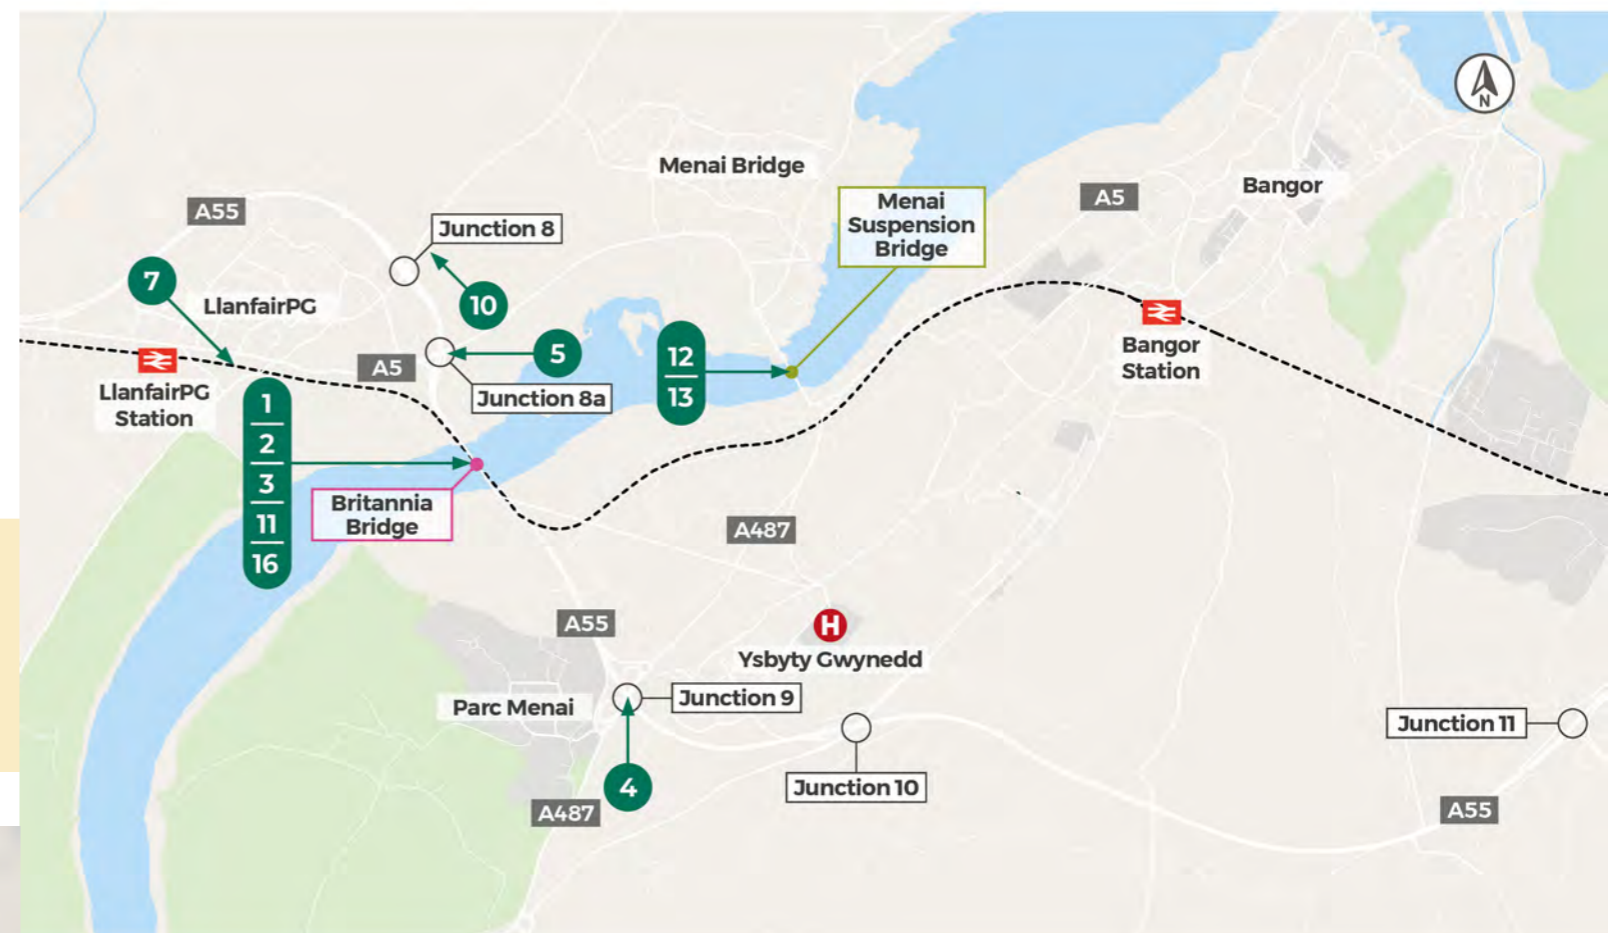 N
Menai Bridge
Bangor
A5
Menai
Suspension
Bridge
A55
Junction 8
7
LlanfairPG
10
5
12
13
Bangor
Station
A5
LlanfairPG
Station
Junction 8a
1
2
3
11
16
Britannia
Bridge
A487
A55
H
Ysbyty Gwynedd
Parc Menai
Junction 9
Junction 11
4
Junction 10
A487
A55